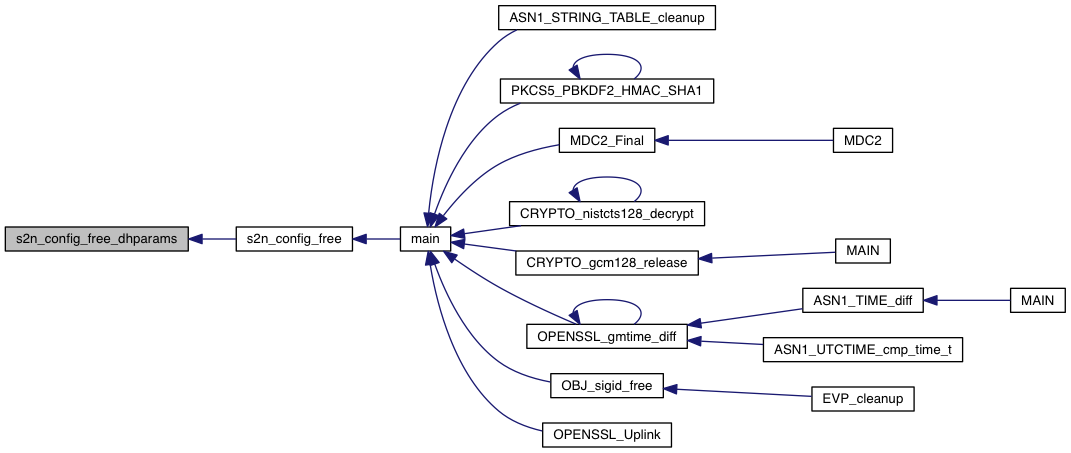 ASN1_STRING_TABLE_cleanup
PKCS5_PBKDF2_HMAC_SHA1
MDC2_Final
MDC2
CRYPTO_nistcts128_decrypt
s2n_config_free_dhparams
s2n_config_free
main
CRYPTO_gcm128_release
MAIN
ASN1_TIME_diff
MAIN
OPENSSL_gmtime_diff
ASN1_UTCTIME_cmp_time_t
OBJ_sigid_free
EVP_cleanup
OPENSSL_Uplink